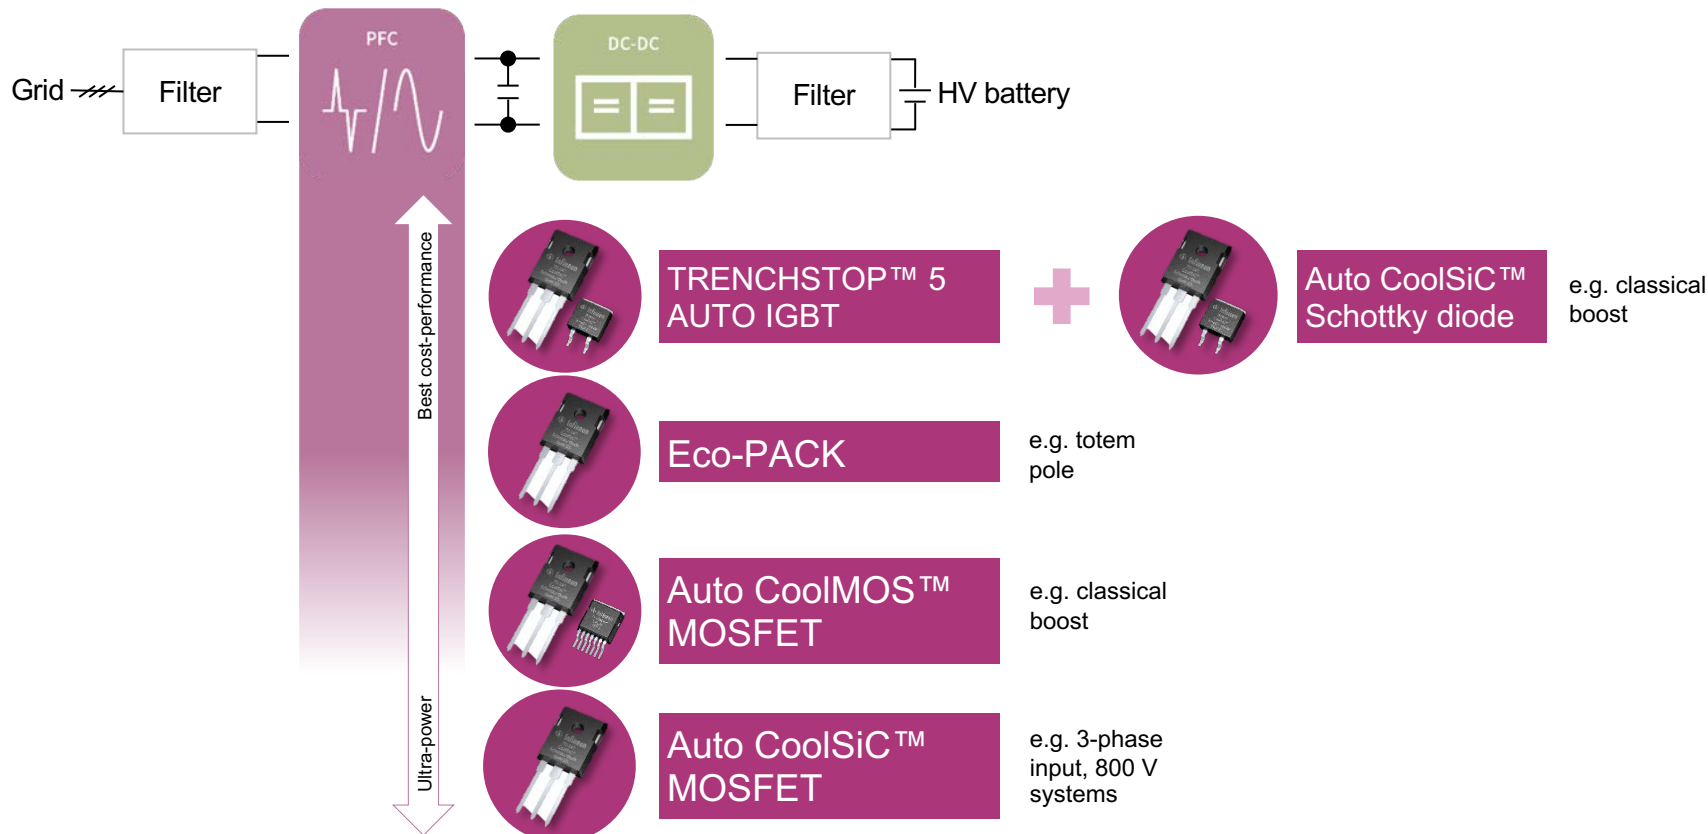 PFC
DC-DC
Grid
Filter
Filter
HV battery
Best cost-performance
Ultra-power
TRENCHSTOP™ 5
AUTO IGBT
Auto CoolSiC™
Schottky diode
e.g. classical
boost
Eco-PACK
e.g. totem
pole
Auto CoolMOS™
MOSFET
e.g. classical
boost
Auto CoolSiC™
MOSFET
e.g. 3-phase
input, 800 V
systems